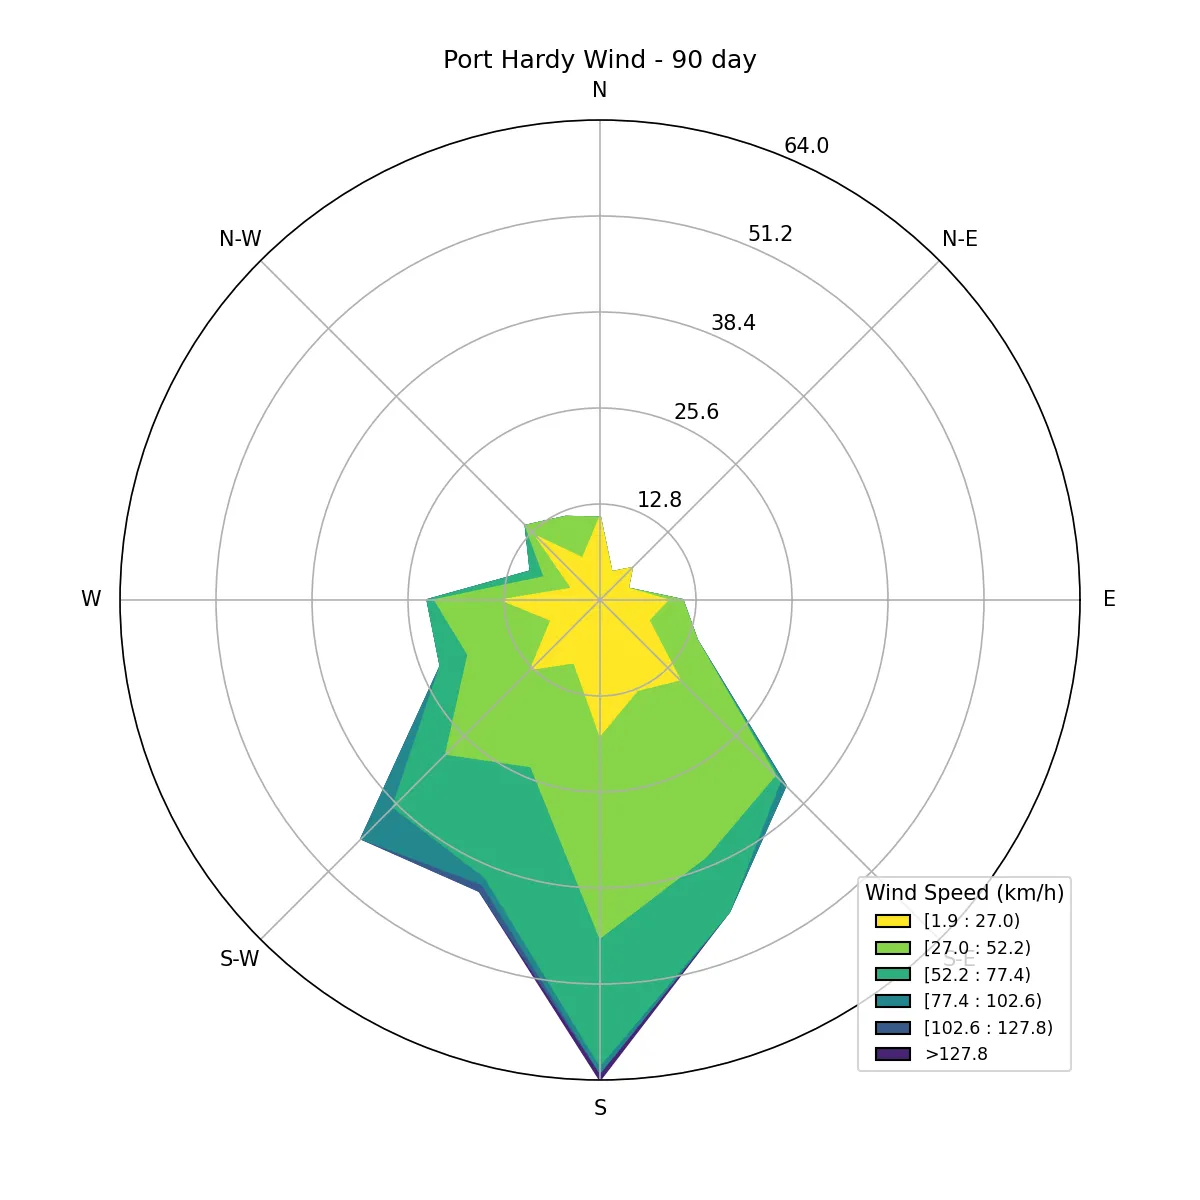 Port Hardy Wind - 90 day
N
64.0
N-W
51.2
N-E
38.4
25.6
12.8
W
E
Wind Speed (km/h)
[1.9 : 27.0)
[27.0 : 52.2)
S-W
S-E
[52.2 : 77.4)
[77.4 : 102.6)
[102.6 : 127.8)
>127.8
S